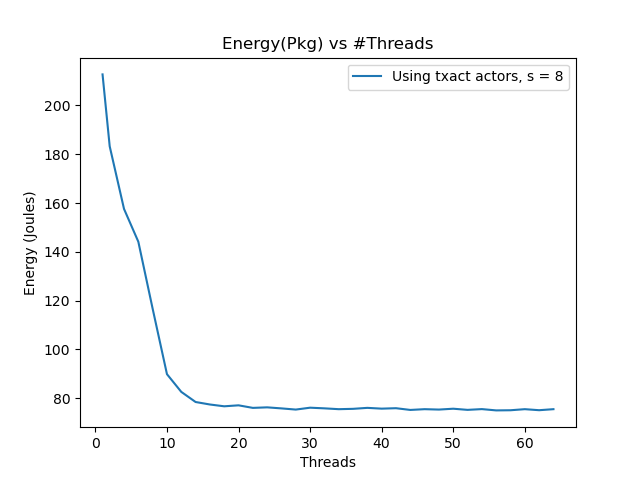 Energy(Pkg) vs #Threads
Using txact actors, s = 8
Energy (Joules)
200
180
160
140
120
100
80
0 10 20 30 40 50 60
Threads